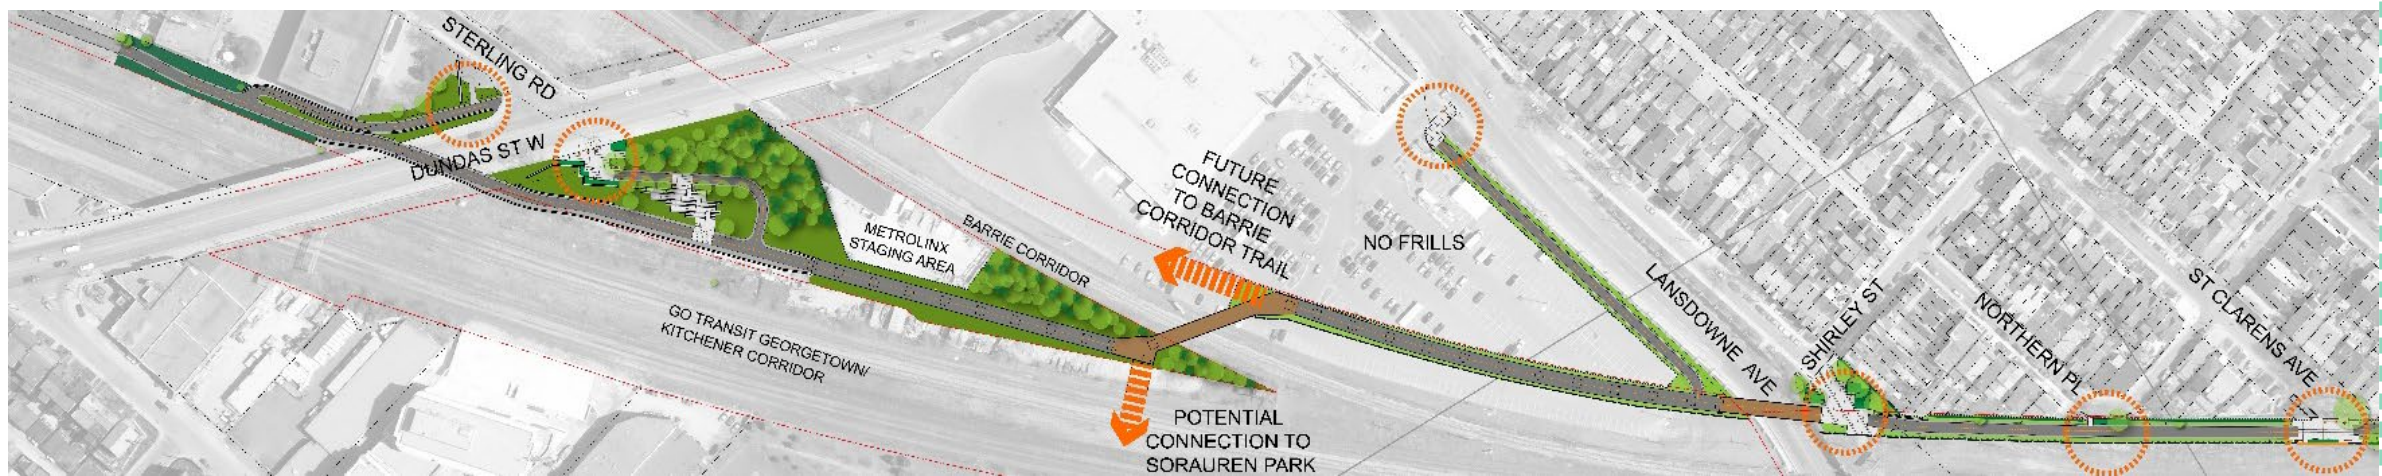 STERLING RD
DUNDAS ST W
METROLINX
STAGING AREA
BARRIE CORRIDOR
GO TRANSIT GEORGETOWN/
KITCHENER CORRIDOR
FUTURE
CONNECTION
TO BARRIE
CORRIDOR TRAIL
POTENTIAL
CONNECTION TO
SORAUREN PARK
NO FRILLS
LANSDOWNE AVE
SHIRLEY ST
NORTHERN PL
ST CLARENS AVE